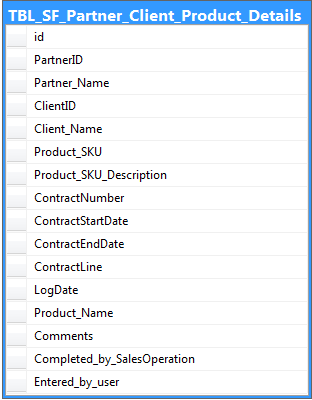 TBL_SF_Partner_Client_Product_Details
id
PartnerID
Partner_Name
ClientID
Client_Name
Product_SKU
Product_SKU_Description
ContractNumber
ContractStartDate
ContractEndDate
ContractLine
LogDate
Product_Name
Comments
Completed_by_SalesOperation
Entered_by_user